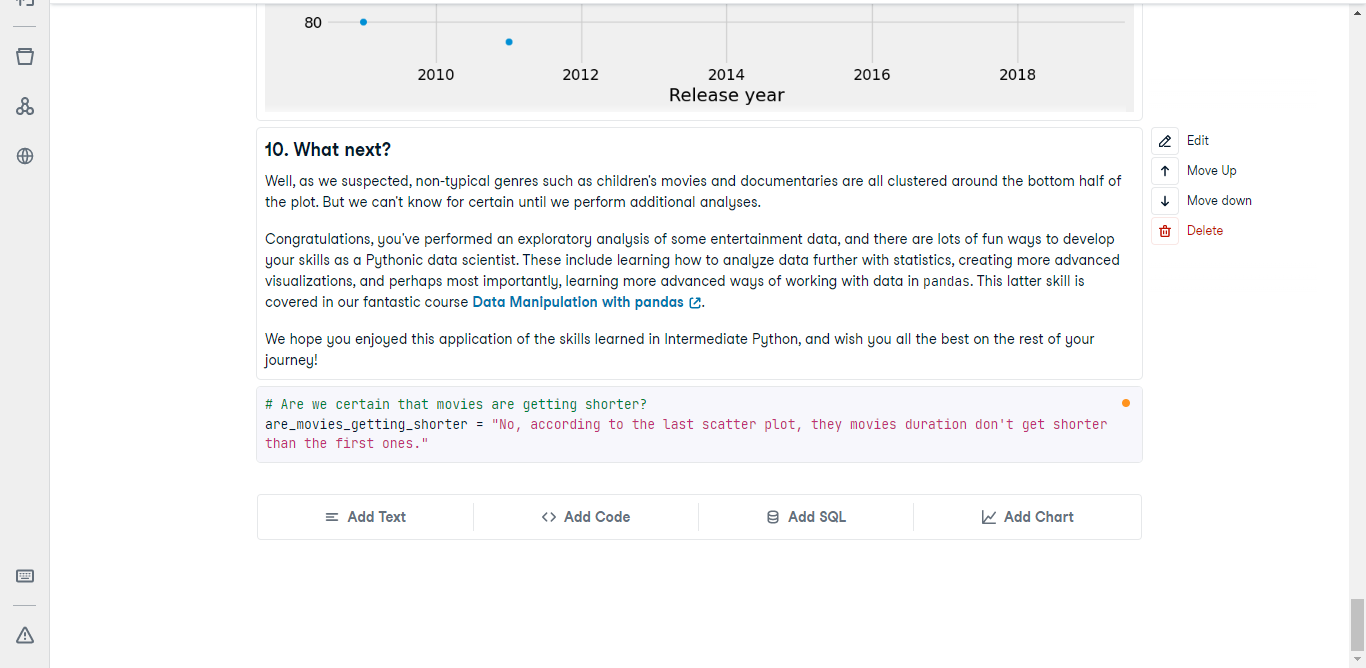 80
2010 2012 2014 2016 2018
Release year
10. What next?
Well, as we suspected, non-typical genres such as children's movies and documentaries are all clustered around the bottom half of
the plot. But we can't know for certain until we perform additional analyses.
Congratulations, you've performed an exploratory analysis of some entertainment data, and there are lots of fun ways to develop
your skills as a Pythonic data scientist. These include learning how to analyze data further with statistics, creating more advanced
visualizations, and perhaps most importantly, learning more advanced ways of working with data in pandas. This latter skill is
covered in our fantastic course Data Manipulation with pandas.
We hope you enjoyed this application of the skills learned in Intermediate Python, and wish you all the best on the rest of your
journey!
Edit
Move Up
Move down
Delete
# Are we certain that movies are getting shorter?
are_movies_getting_shorter = "No, according to the last scatter plot, they movies duration don't get shorter
than the first ones."
Add Text Add Code Add SQL Add Chart